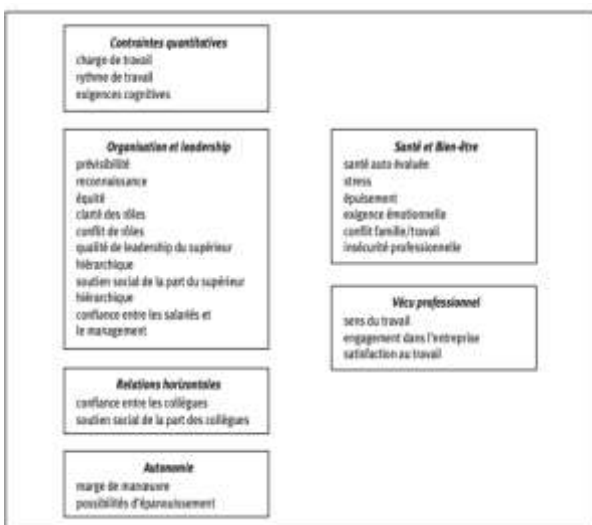 Contraintes quantitatives
charge de travail
rythme de travail
exigences cognitives
Organisation et leadership
prévisibilité
reconnaissance
équité
clarté des rôles
conflit de rôles
qualité de leadership du supérieur
hiérarchique
soutien social de la part du supérieur
hiérarchique
confiance entre les salariés et
le management
Relations horizontales
confiance entre les collègues
soutien social de la part des collègues
Autonomie
marge de manœuvre
possibilités d'épanouissement
Santé et Bien-être
santé auto évaluée
stress
épuisement
exigence émotionnelle
conflit famille/travail
insécurité professionnelle
Vécu professionnel
sens du travail
engagement dans l'entreprise
satisfaction au travail